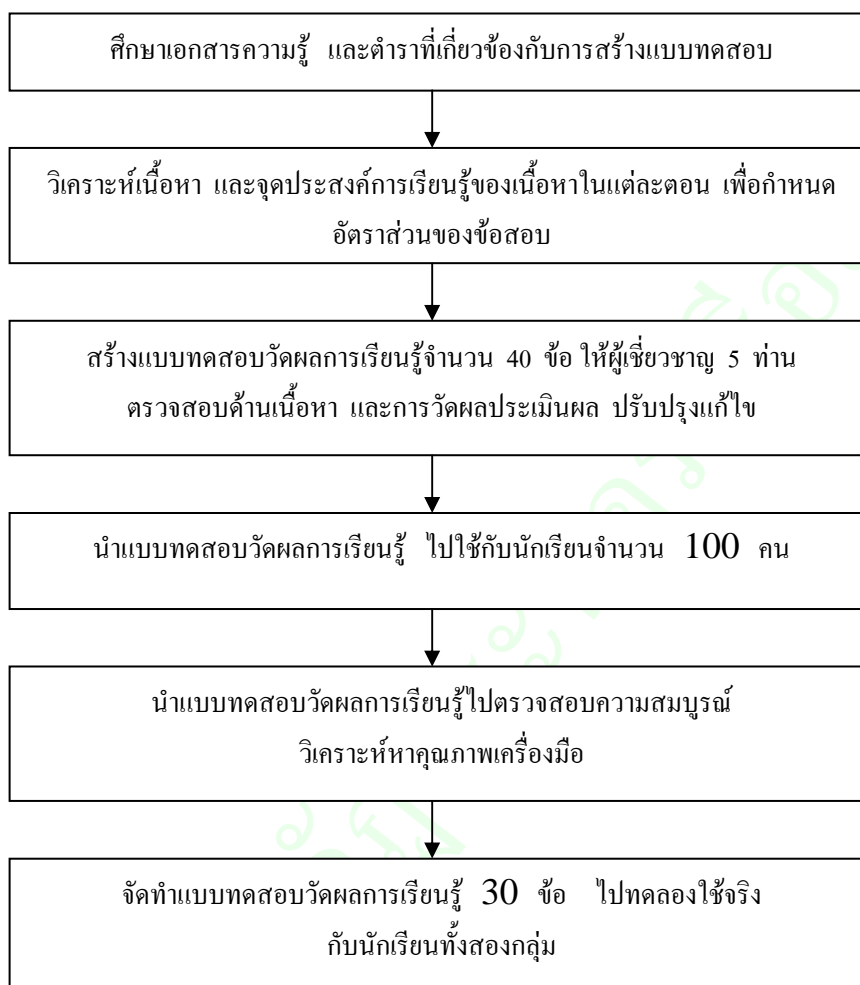 ศึกษาเอกสารความรู้ และตำราที่เกี่ยวข้องกับการสร้างแบบทดสอบ
วิเคราะห์เนื้อหา และจุดประสงค์การเรียนรู้ของเนื้อหาในแต่ละตอน เพื่อกำหนด
อัตราส่วนของข้อสอบ
สร้างแบบทดสอบวัดผลการเรียนรู้จำนวน 40 ข้อ ให้ผู้เชี่ยวชาญ 5 ท่าน
ตรวจสอบด้านเนื้อหา และการวัดผลประเมินผล ปรับปรุงแก้ไข
นำแบบทดสอบวัดผลการเรียนรู้ ไปใช้กับนักเรียนจำนวน 100 คน
นำแบบทดสอบวัดผลการเรียนรู้ไปตรวจสอบความสมบูรณ์
วิเคราะห์หาคุณภาพเครื่องมือ
จัดทำแบบทดสอบวัดผลการเรียนรู้ 30 ข้อ ไปทดลองใช้จริง
กับนักเรียนทั้งสองกลุ่ม